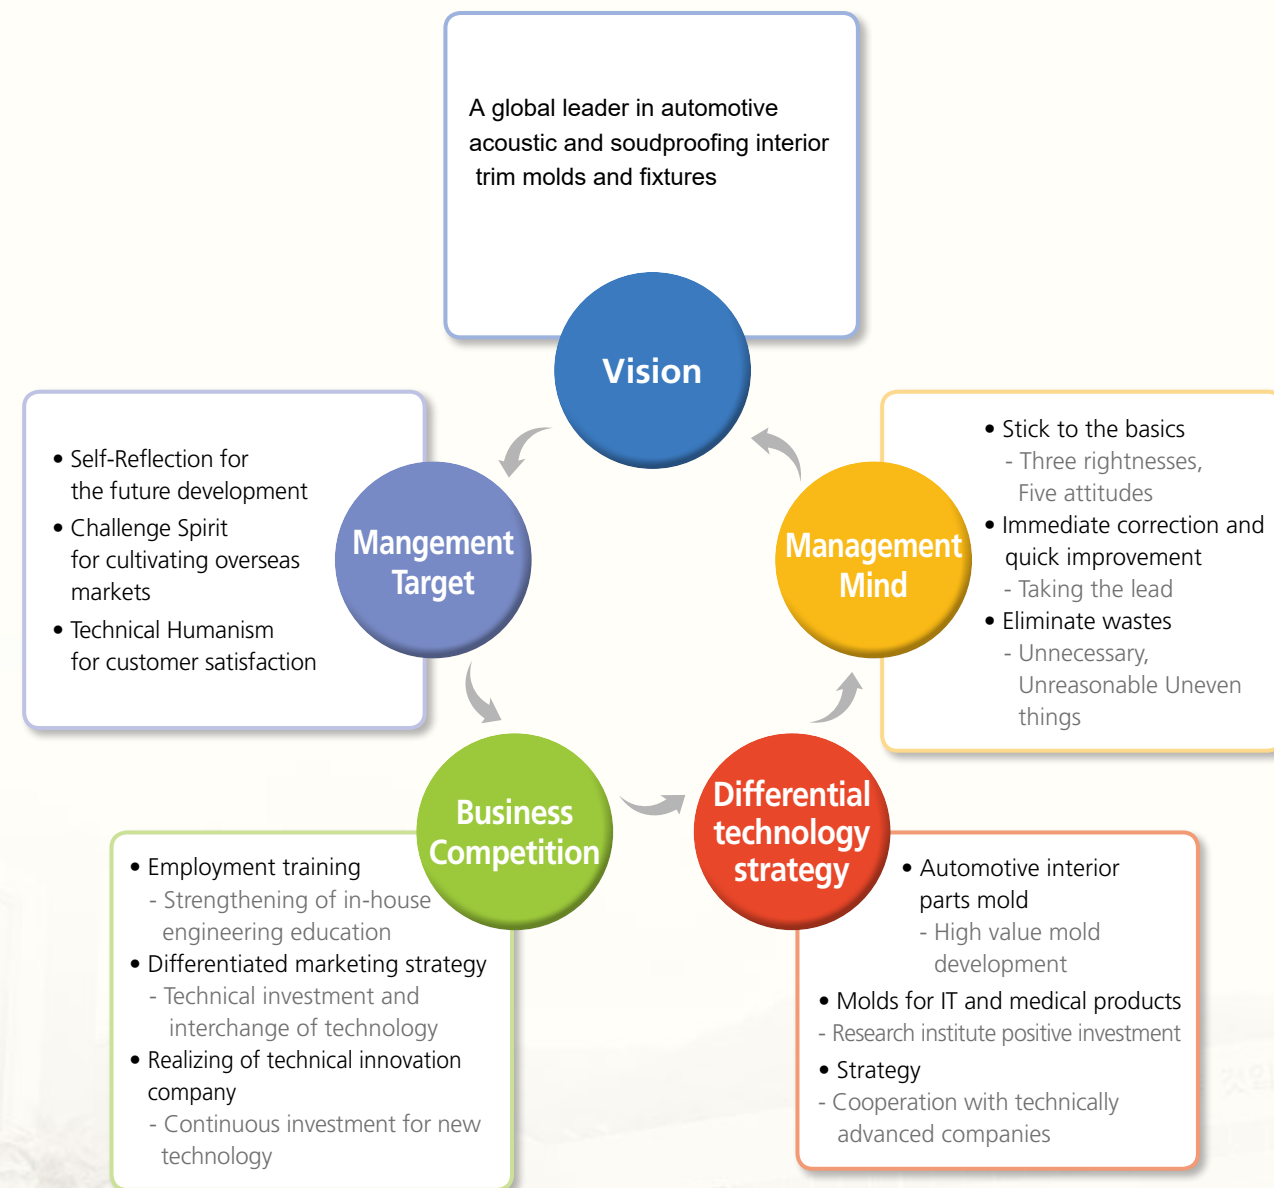 A global leader in automotive
acoustic and soudproofing interior
trim molds and fixtures
Vision
• Self-Reflection for
the future development
• Challenge Spirit
for cultivating overseas
markets
• Technical Humanism
for customer satisfaction
Mangement
Target
Management
Mind
• Stick to the basics
- Three rightnesses,
Five attitudes
• Immediate correction and
quick improvement
- Taking the lead
• Eliminate wastes
- Unnecessary,
Unreasonable Uneven
things
Business
Competition
• Employment training
- Strengthening of in-house
engineering education
• Differentiated marketing strategy
- Technical investment and
interchange of technology
• Realizing of technical innovation
company
- Continuous investment for new
technology
Differential
technology
strategy
• Automotive interior
parts mold
- High value mold
development
• Molds for IT and medical products
- Research institute positive investment
• Strategy
- Cooperation with technically
advanced companies